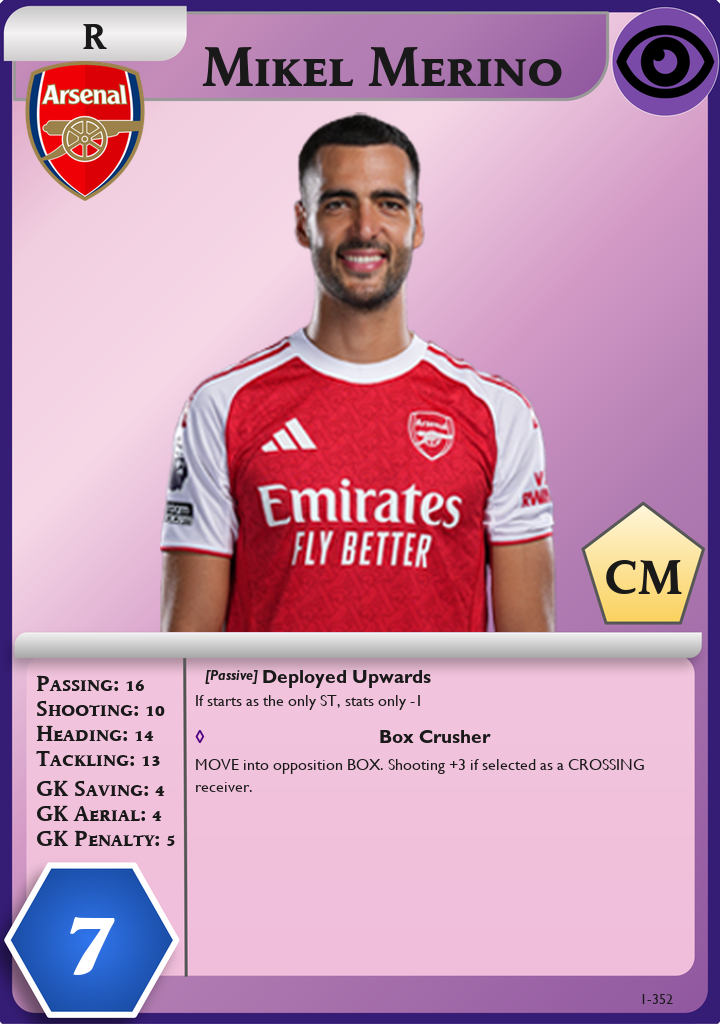 R
Mikel Merino
Arsenal
Arsenal
Emirates
FLY BETTER
CM
Passing: 16
Shooting: 10
Heading: 14
Tackling: 13
GK Saving: 4
GK Aerial: 4
GK Penalty: 5
7
[Passive] Deployed Upwards
If starts as the only ST, stats only -1
◊ Box Crusher
MOVE into opposition BOX. Shooting +3 if selected as a CROSSING
receiver.
1-352